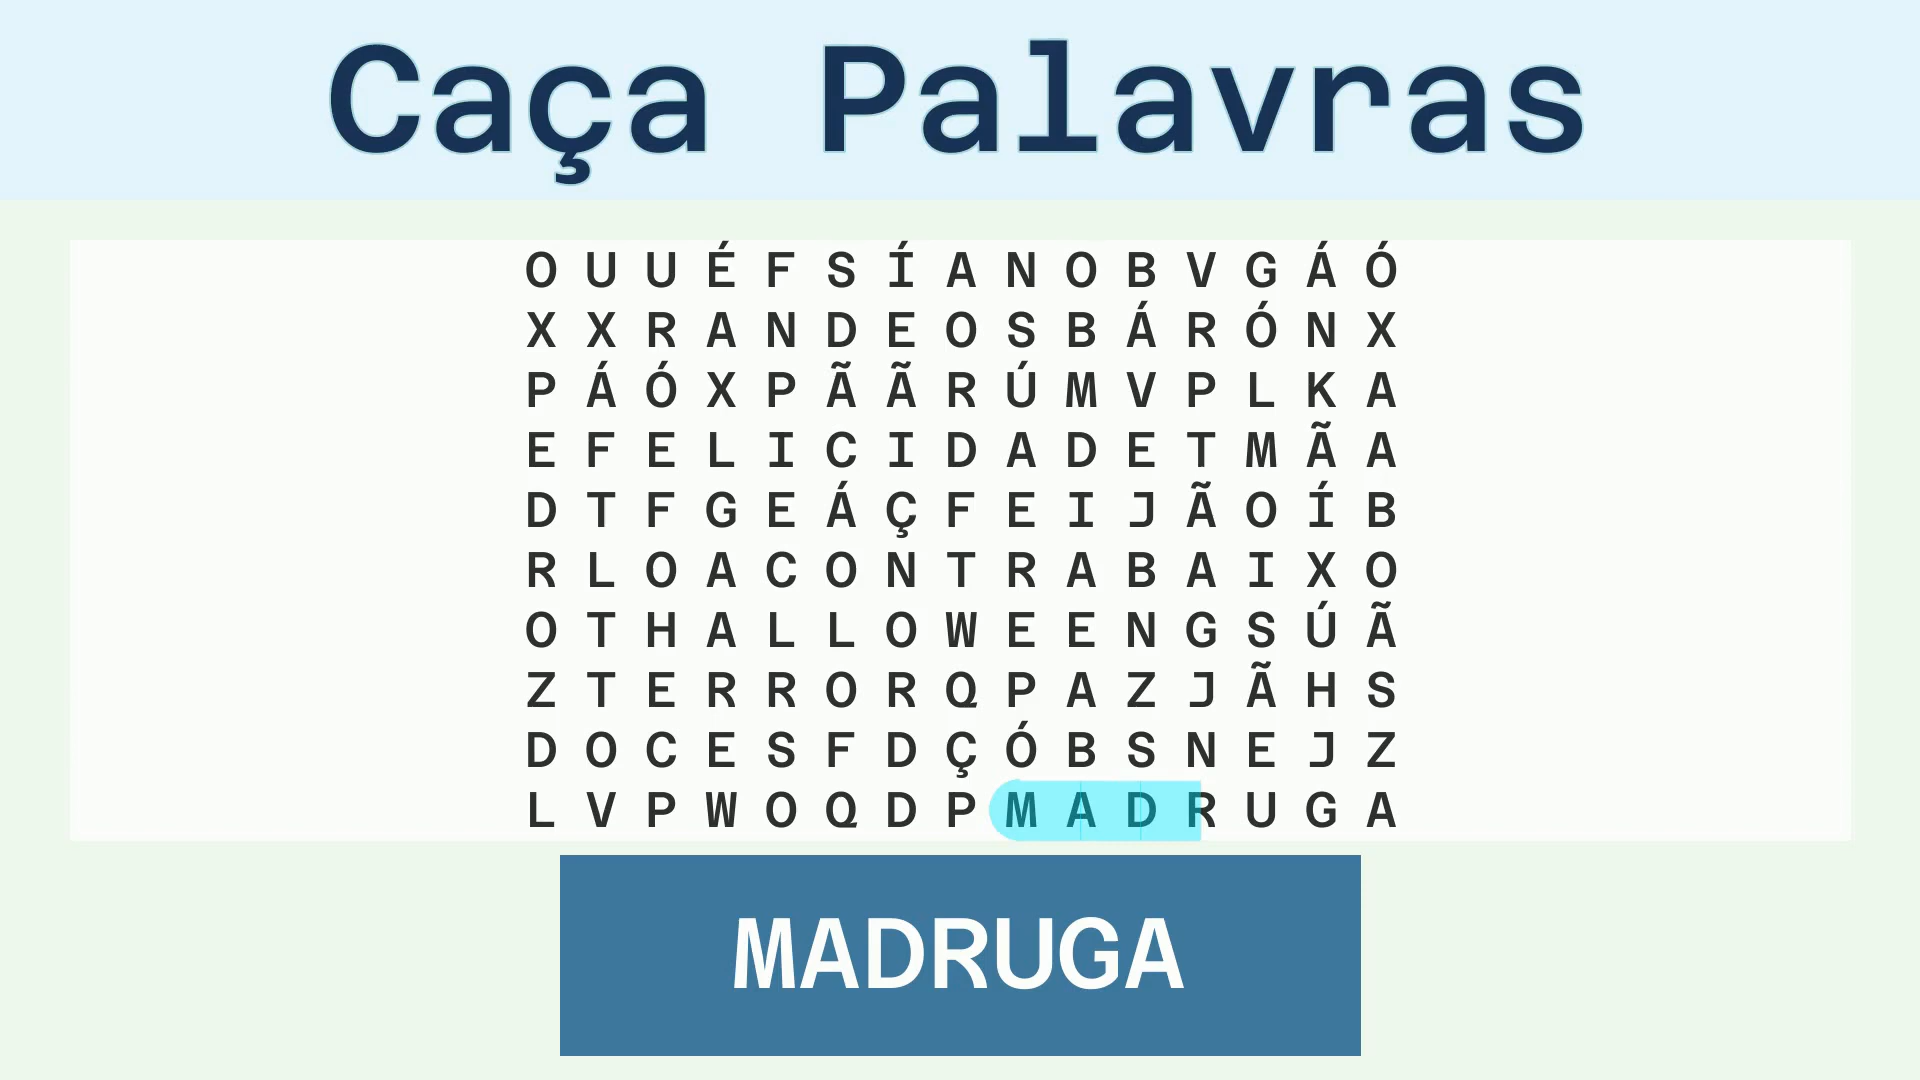 Caça Palavras
O U U É F S Í A N O B V G Á Ó
X X R A N D E O S B Á R Ó N X
P Á Ó X P Ã Ã R Ú M V P L K A
E F E L I C I D A D E T M Ã A
D T F G E Á Ç F E I J Ã O Í B
R L O A C O N T R A B A I X O
O T H A L L O W E E N G S Ú Ã
Z T E R R O R Q P A Z J Ã H S
D O C E S F D Ç Ó B S N E J Z
L V P W O Q D P M A D R U G A
MADRUGA